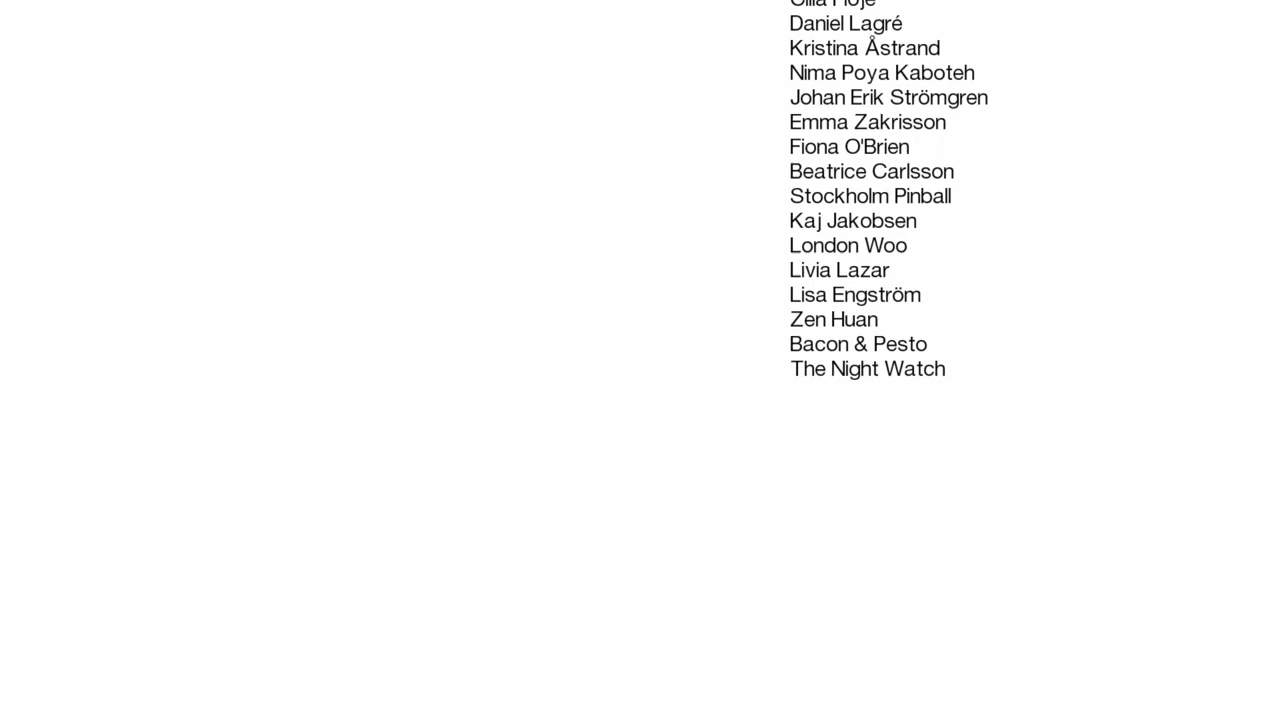 Daniel Lagré
Kristina Åstrand
Nima Poya Kaboteh
Johan Erik Strömgren
Emma Zakrisson
Fiona O'Brien
Beatrice Carlsson
Stockholm Pinball
Kaj Jakobsen
London Woo
Livia Lazar
Lisa Engström
Zen Huan
Bacon & Pesto
The Night Watch